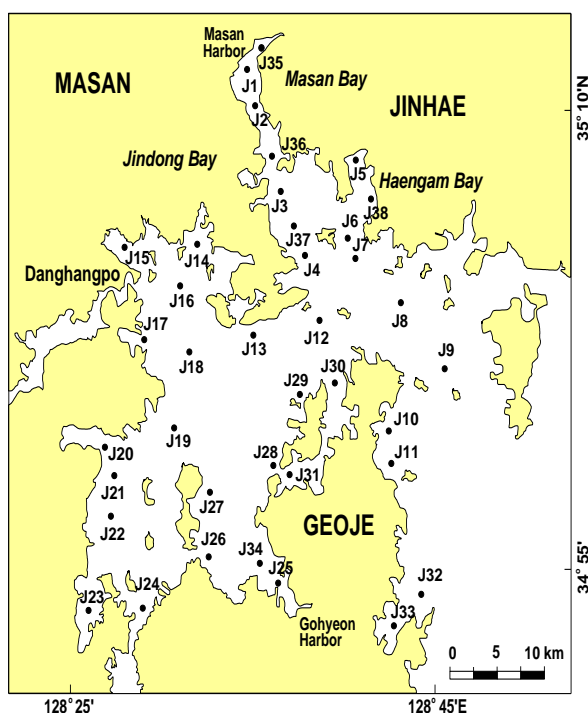 Masan
Harbor
J35
MASAN
J1
Masan Bay
35° 10'N
J2
JINHAE
J36
Jindong Bay
J5
Haengam Bay
J3
J38
J37
J6
J15
J14
J7
J4
Danghangpo
J16
J8
J17
J12
J13
J18
J9
J30
J29
J10
J19
J20
J28
J11
J21
J31
J27
J22
GEOJE
J26
J34
34° 55'
J25
J32
J23
J24
J33
Gohyeon
Harbor
0 5 10 km
128° 25' 128° 45'E